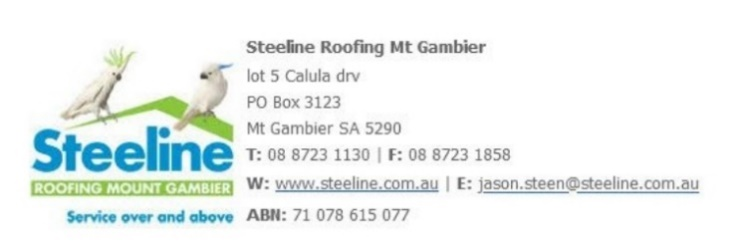 Steeline Roofing Mt Gambier
lot 5 Calula drv
PO Box 3123
Mt Gambier SA 5290
T: 08 8723 1130 | F: 08 8723 1858
W: www.steeline.com.au | E: jason.steen@steeline.com.au
ABN: 71 078 615 077
Steeline
ROOFING MOUNT GAMBIER
Service over and above